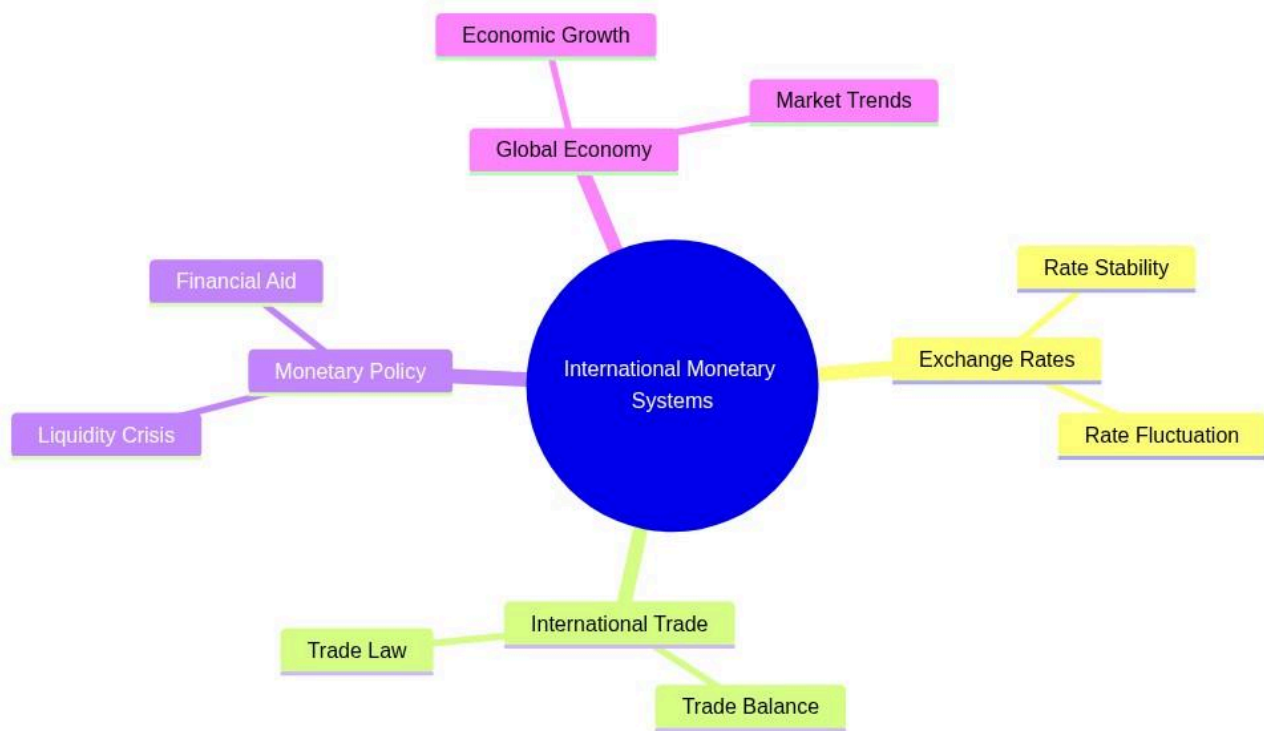 Economic Growth
Market Trends
Global Economy
Financial Aid
Rate Stability
Monetary Policy
International Monetary
Systems
Exchange Rates
Liquidity Crisis
Rate Fluctuation
International Trade
Trade Law
Trade Balance